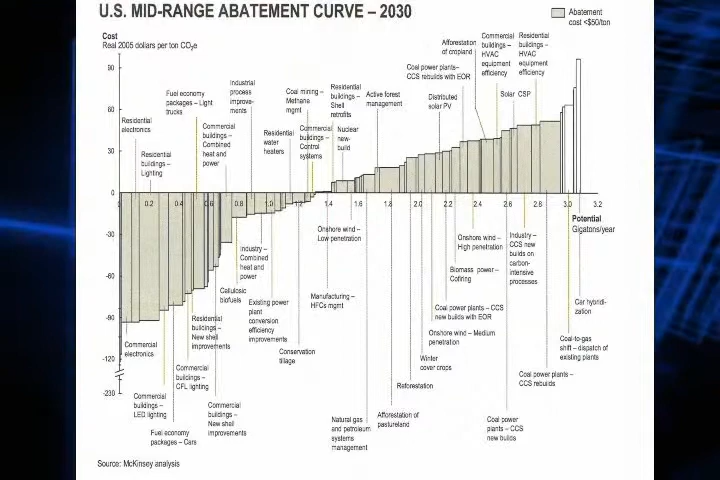 U.S. MID-RANGE ABATEMENT CURVE – 2030
Abatement
cost <$50/ton
Cost
Real 2005 dollars per ton CO₂e
90
60
30
0
-30
-60
-90
-120
-230
0.2
0.4
0.6
0.8
1.0
1.2
1.4
1.6
1.8
2.0
2.2
2.4
2.6
2.8
3.0
3.2
Potential
Gigatons/year
Residential
electronics
Residential
buildings –
Lighting
Fuel economy
packages – Light
trucks
Commercial
buildings –
Combined
heat and
power
Industrial
process
improve-
ments
Residential
water
heaters
Coal mining –
Methane
mgmt
Commercial
buildings –
Control
systems
Residential
buildings –
Shell
retrofits
Nuclear
new-
build
Active forest
management
Distributed
solar PV
Coal power plants–
CCS rebuilds with EOR
Afforestation
of cropland
Commercial
buildings –
HVAC
equipment
efficiency
Solar CSP
Residential
buildings –
HVAC
equipment
efficiency
Commercial
electronics
Commercial
buildings –
LED lighting
Fuel economy
packages – Cars
Commercial
buildings –
CFL lighting
Residential
buildings –
New shell
improvements
Commercial
buildings –
New shell
improvements
Cellulosic
biofuels
Industry –
Combined
heat and
power
Existing power
plant
conversion
efficiency
improvements
Conservation
tillage
Manufacturing –
HFCs mgmt
Onshore wind –
Low penetration
Natural gas
and petroleum
systems
management
Afforestation of
pastureland
Reforestation
Winter
cover crops
Onshore wind – Medium
penetration
Coal power plants – CCS
new builds with EOR
Biomass power –
Cofiring
Onshore wind –
High penetration
Coal power
plants – CCS
new builds
Industry –
CCS new
builds on
carbon-
intensive
processes
Coal power plants –
CCS rebuilds
Coal-to-gas
shift – dispatch of
existing plants
Car hybridi-
zation
Source: McKinsey analysis